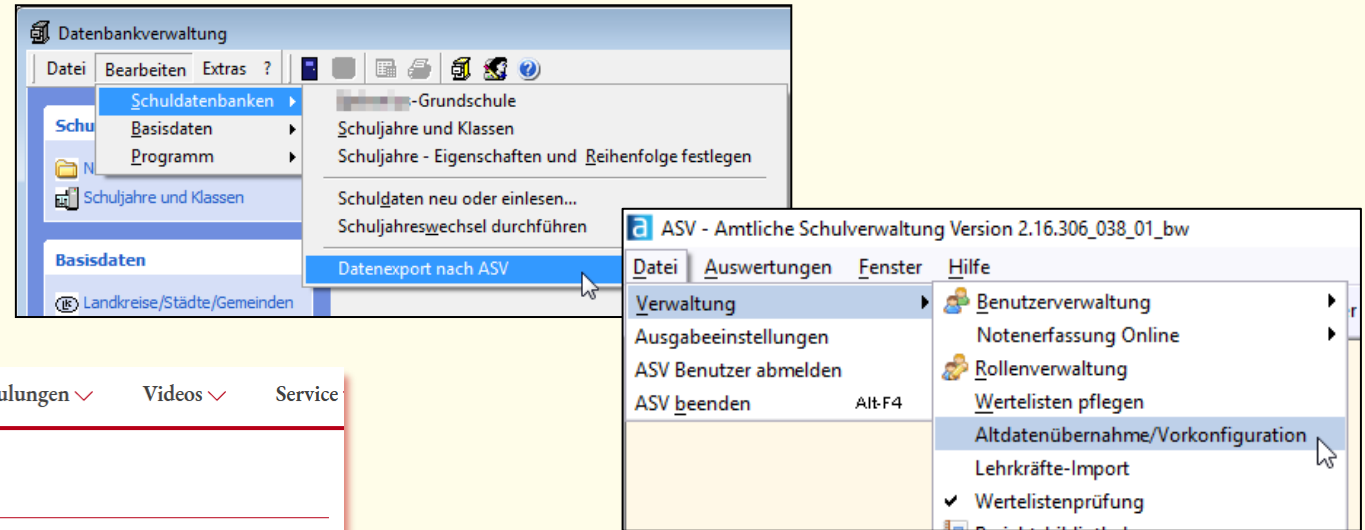 Datenbankverwaltung
Datei Bearbeiten Extras ?
Schuldatenbanken
Basisdaten
Programm
-Grundschule
Schuljahre und Klassen
Schuljahre - Eigenschaften und Reihenfolge festlegen
Schuldaten neu oder einlesen...
Schuljahreswechsel durchführen
Datenexport nach ASV
Schu
N
Schuljahre und Klassen
Basisdaten
Landkreise/Städte/Gemeinden
ASV - Amtliche Schulverwaltung Version 2.16.306_038_01_bw
Datei Auswertungen Fenster Hilfe
Verwaltung
Ausgabeeinstellungen
ASV Benutzer abmelden
ASV beenden Alt-F4
Benutzerverwaltung
Notenerfassung Online
Rollenverwaltung
Wertelisten pflegen
Altdatenübernahme/Vorkonfiguration
Lehrkräfte-Import
Wertelistenprüfung
r
ulungen Videos Service